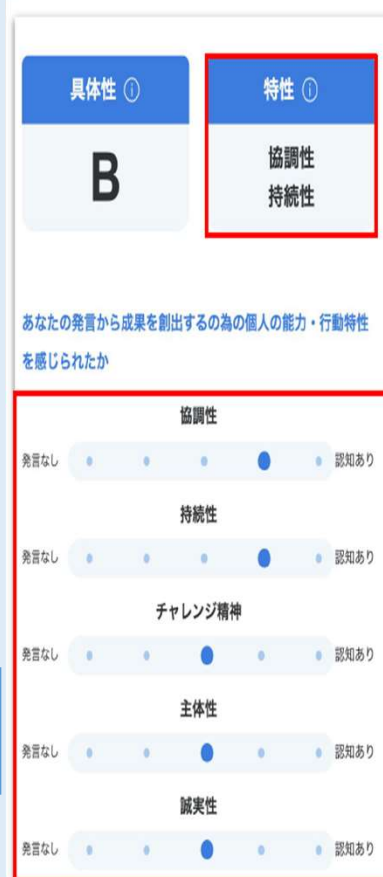 具体性 ⓘ
特性 ⓘ
B
協調性
持続性
あなたの発言から成果を創出するの為の個人の能力・行動特性
を感じられたか
協調性
発言なし 認知あり
持続性
発言なし 認知あり
チャレンジ精神
発言なし 認知あり
主体性
発言なし 認知あり
誠実性
発言なし 認知あり